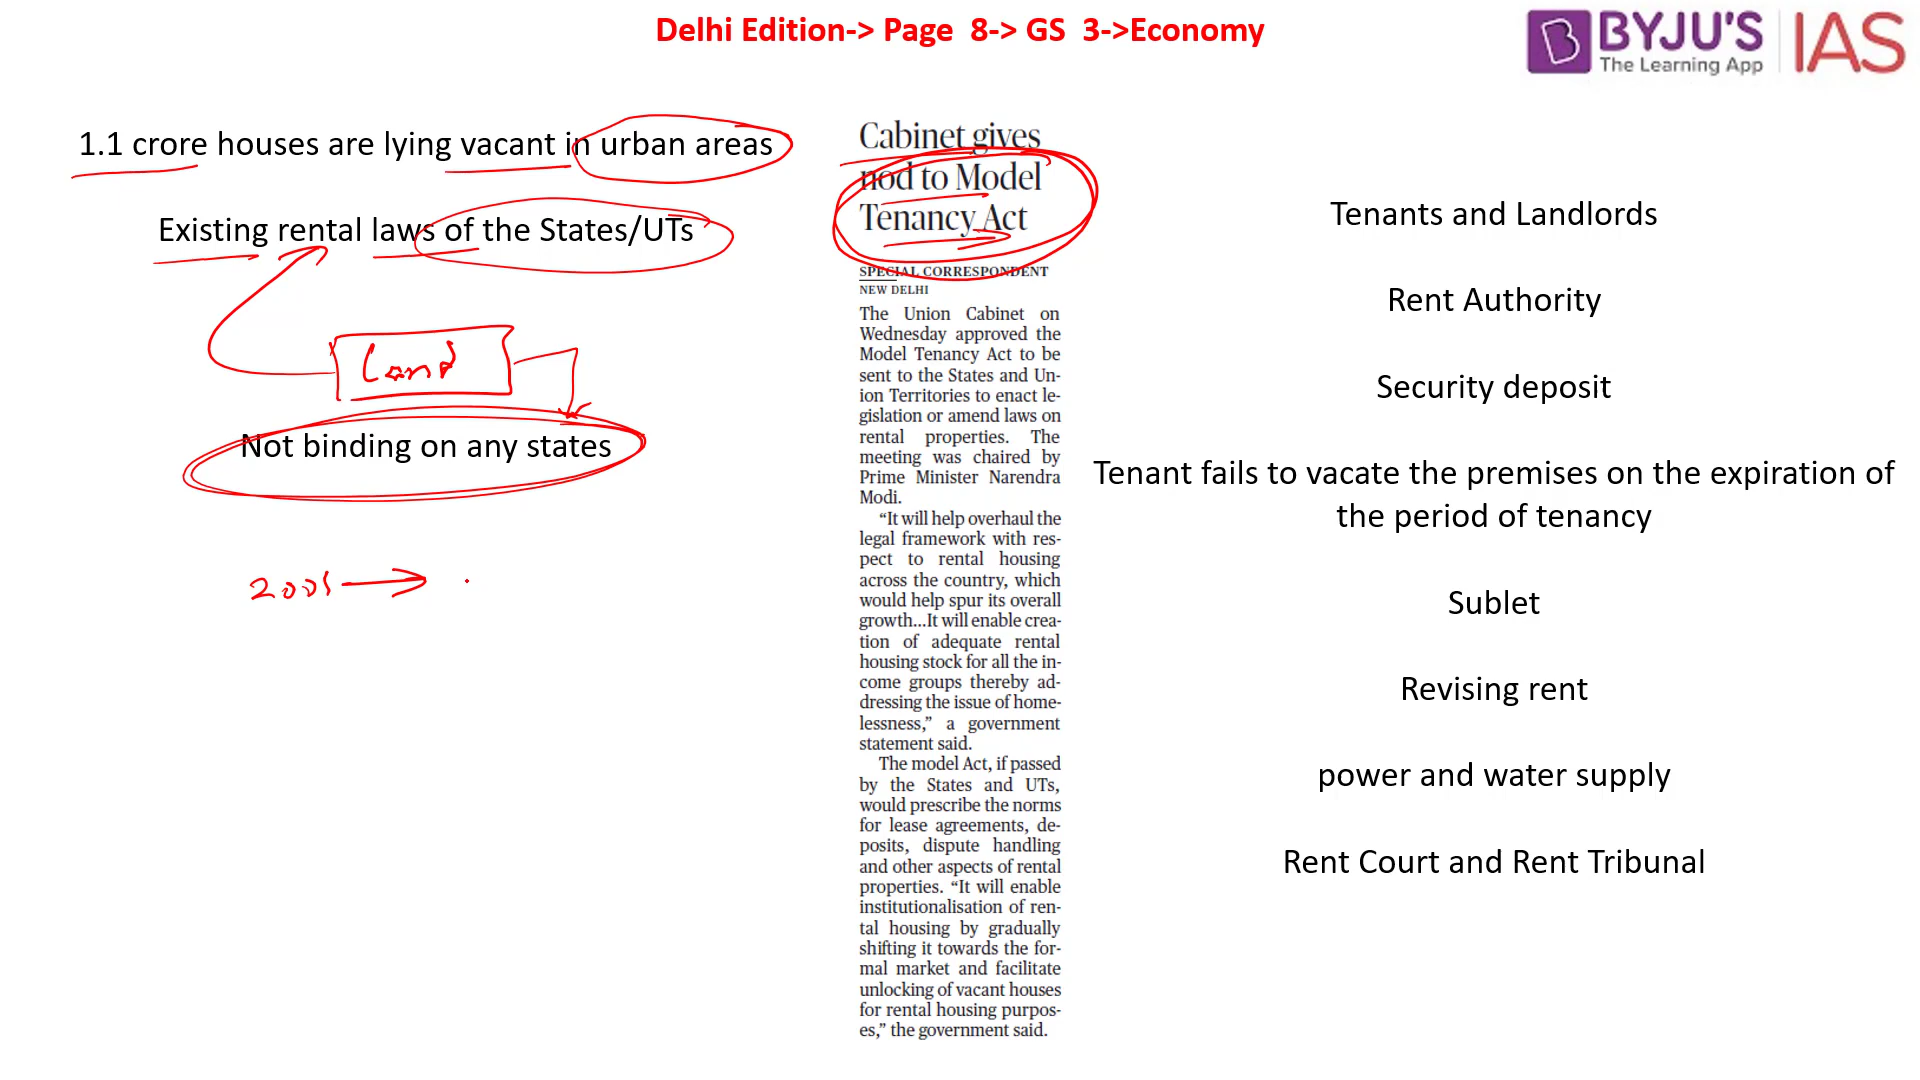 Delhi Edition-> Page 8-> GS 3->Economy
BYJU'S
The Learning App
IAS
1.1 crore houses are lying vacant in urban areas
Existing rental laws of the States/UTs
Land
Not binding on any states
Cabinet gives
nod to Model
Tenancy Act
SPECIAL CORRESPONDENT
NEW DELHI
The Union Cabinet on
Wednesday approved the
Model Tenancy Act to be
sent to the States and Un-
ion Territories to enact le-
gislation or amend laws on
rental properties. The
meeting was chaired by
Prime Minister Narendra
Modi.
“It will help overhaul the
legal framework with res-
pect to rental housing
across the country, which
would help spur its overall
growth...It will enable crea-
tion of adequate rental
housing stock for all the in-
come groups thereby ad-
dressing the issue of home-
lessness,” a government
statement said.
The model Act, if passed
by the States and UTs,
would prescribe the norms
for lease agreements, de-
posits, dispute handling
and other aspects of rental
properties. “It will enable
institutionalisation of ren-
tal housing by gradually
shifting it towards the for-
mal market and facilitate
unlocking of vacant houses
for rental housing purpos-
es,” the government said.
Tenants and Landlords
Rent Authority
Security deposit
Tenant fails to vacate the premises on the expiration of
the period of tenancy
Sublet
Revising rent
power and water supply
Rent Court and Rent Tribunal